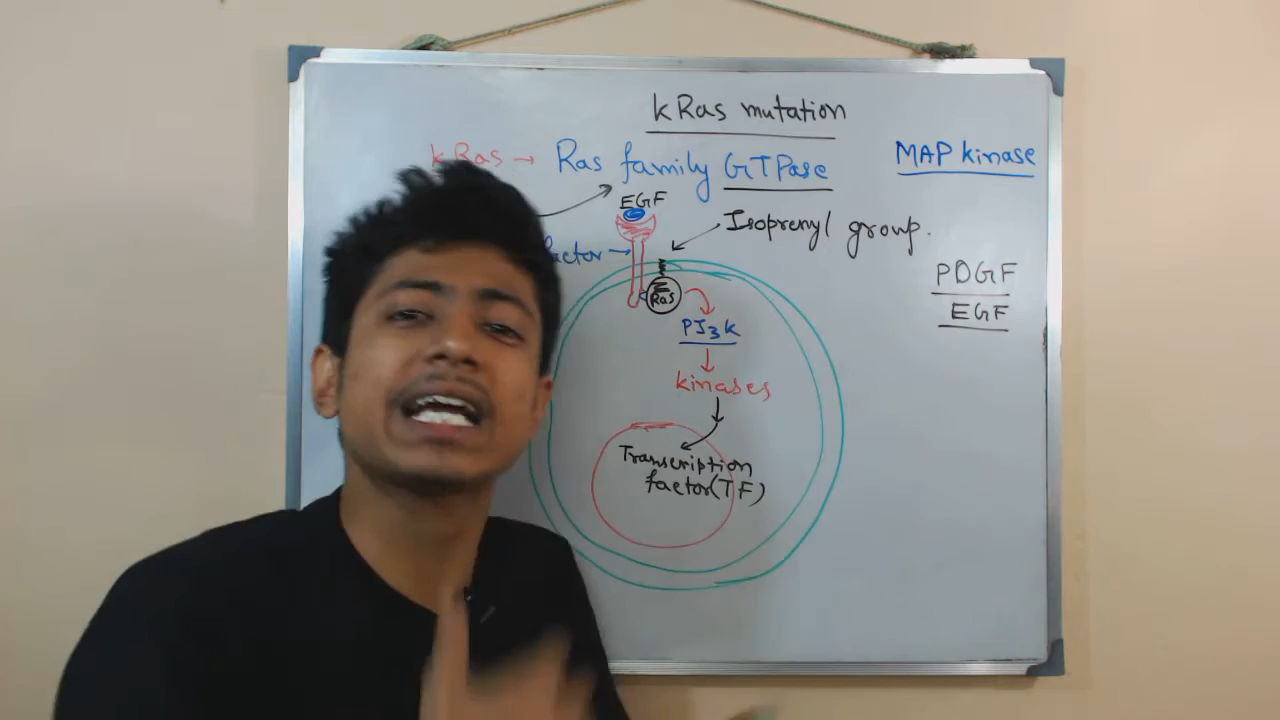 kRas mutation
kRas → Ras family GTPase
MAP kinase
EGF
Isoprenyl group.
factor →
Ras
PDGF
EGF
PI3k
kinases
Transcription
factor(TF)